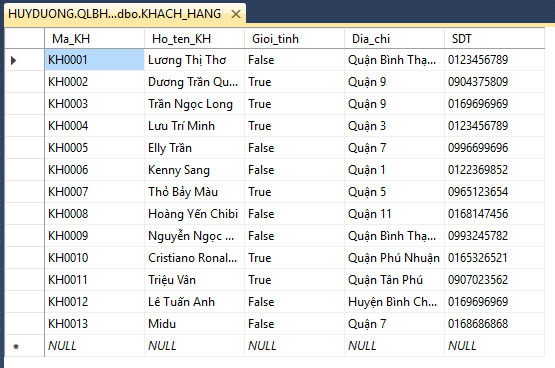 HUYDUONG.QLBH...dbo.KHACH_HANG
Ma_KH Ho_ten_KH Gioi_tinh Dia_chi SDT
KH0001 Lương Thị Thơ False Quận Bình Thạ... 0123456789
KH0002 Dương Trần Qu... True Quận 9 0904375809
KH0003 Trần Ngọc Long True Quận 9 0169696969
KH0004 Lưu Trí Minh True Quận 3 0123456789
KH0005 Elly Trần False Quận 7 0996699696
KH0006 Kenny Sang False Quận 1 0122369852
KH0007 Thỏ Bảy Màu True Quận 5 0965123654
KH0008 Hoàng Yến Chibi False Quận 11 0168147456
KH0009 Nguyễn Ngọc ... False Quận Bình Thạ... 0993245782
KH0010 Cristiano Ronal... True Quận Phú Nhuận 0165326521
KH0011 Triệu Vân True Quận Tân Phú 0907023562
KH0012 Lê Tuấn Anh False Huyện Bình Ch... 0169696969
KH0013 Midu False Quận 7 0168686868
NULL NULL NULL NULL NULL